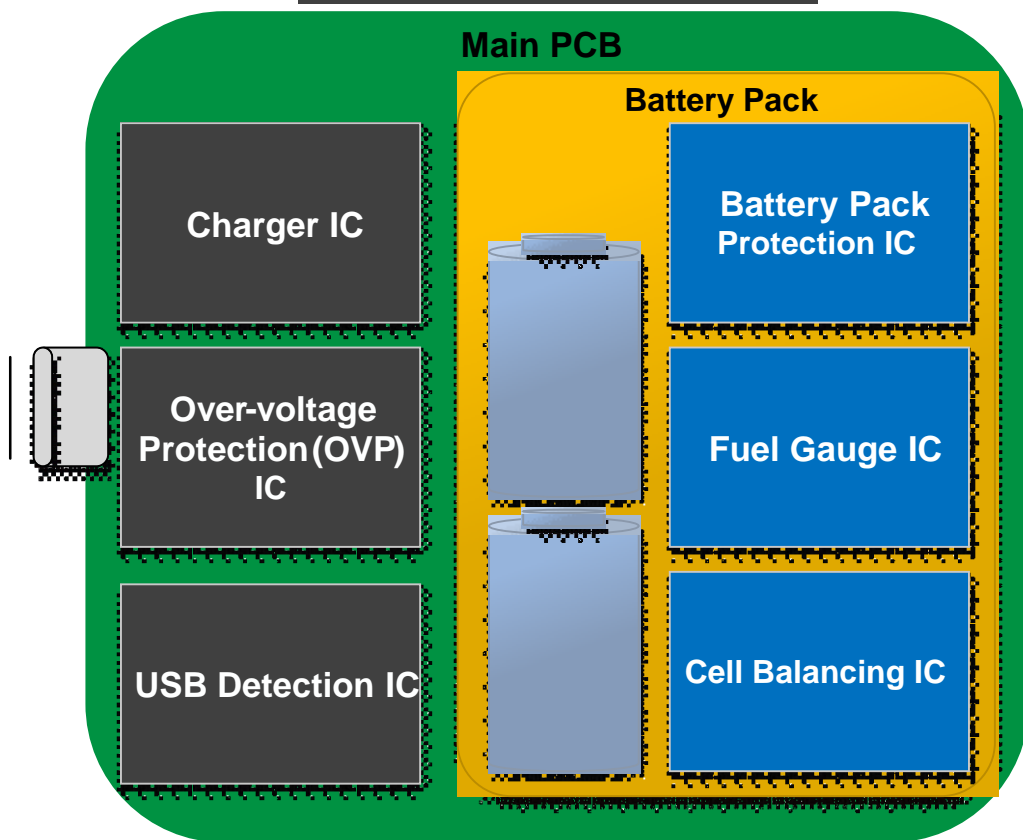 Main PCB
Battery Pack
Charger IC
Battery Pack
Protection IC
Over-voltage
Protection (OVP)
IC
Fuel Gauge IC
USB Detection IC
Cell Balancing IC